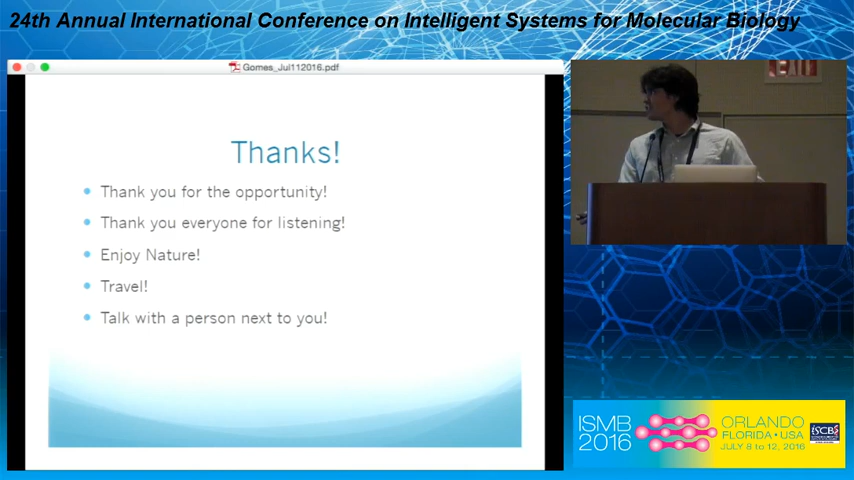 24th Annual International Conference on Intelligent Systems for Molecular Biology
Gomes_Jul112016.pdf
Thanks!
Thank you for the opportunity!
Thank you everyone for listening!
Enjoy Nature!
Travel!
Talk with a person next to you!
ISMB
2016
ORLANDO
FLORIDA • USA
JULY 8 to 12, 2016
ISCB